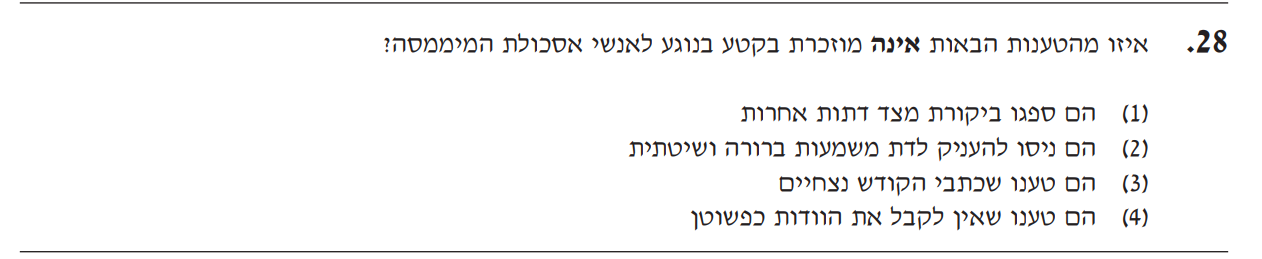 28. איזו מהטענות הבאות אינה מוזכרת בקטע בנוגע לאנשי אסכולת המיממסה?
(1) הם ספגו ביקורת מצד דתות אחרות
(2) הם ניסו להעניק לדת משמעות ברורה ושיטתית
(3) הם טענו שכתבי הקודש נצחיים
(4) הם טענו שאין לקבל את הוודות כפשוטן